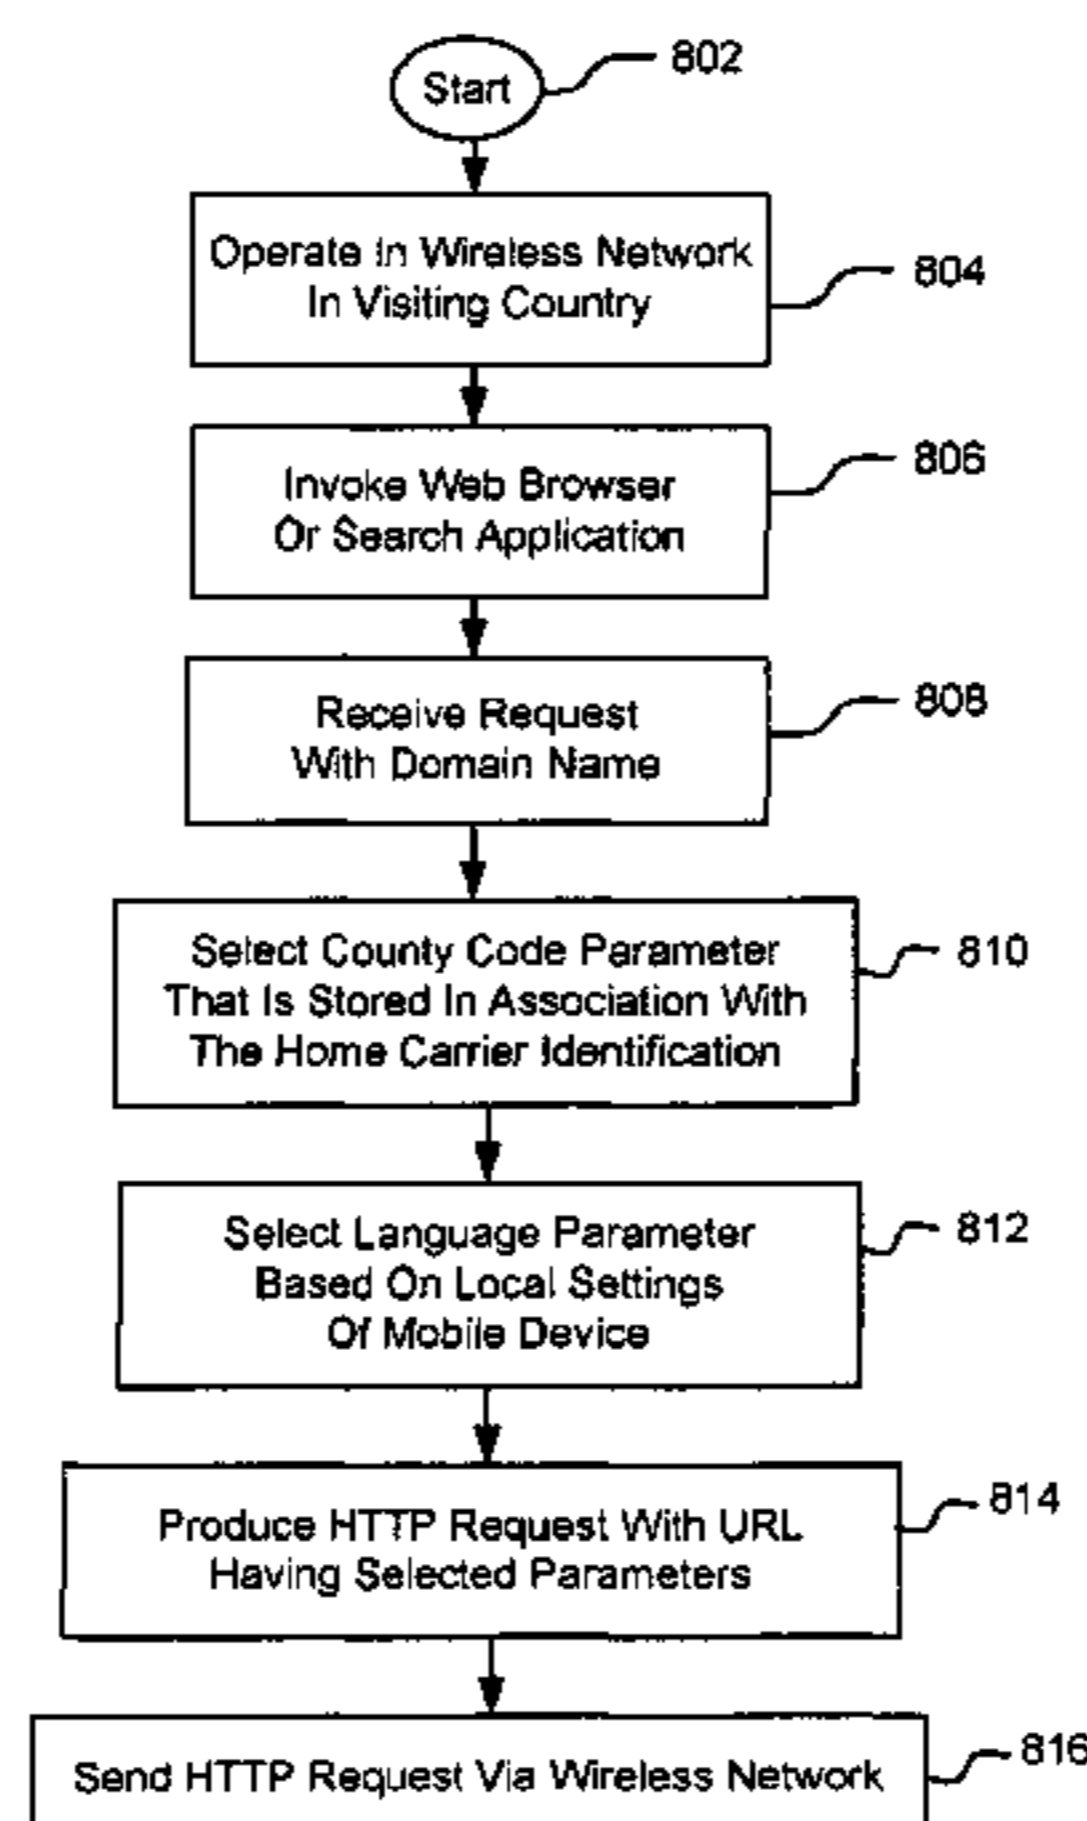 Start
802
Operate In Wireless Network
In Visiting Country
804
Invoke Web Browser
Or Search Application
806
Receive Request
With Domain Name
808
Select County Code Parameter
That Is Stored In Association With
The Home Carrier Identification
810
Select Language Parameter
Based On Local Settings
Of Mobile Device
812
Produce HTTP Request With URL
Having Selected Parameters
814
Send HTTP Request Via Wireless Network
816